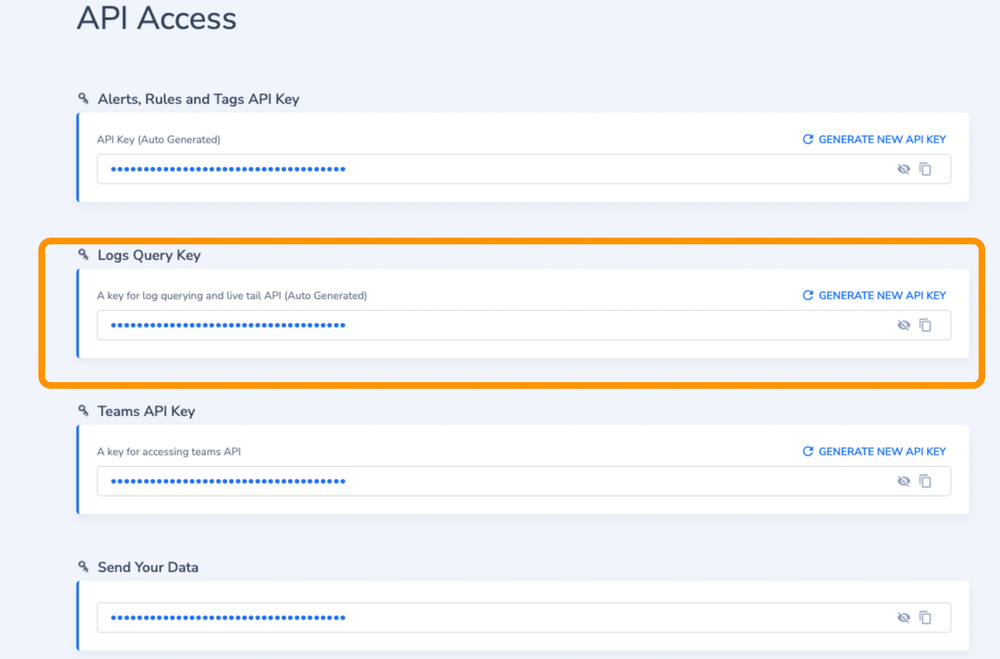 API Access
Alerts, Rules and Tags API Key
API Key (Auto Generated)
GENERATE NEW API KEY
••••••••••••••••••••••••••••••••••••
Logs Query Key
A key for log querying and live tail API (Auto Generated)
GENERATE NEW API KEY
••••••••••••••••••••••••••••••••••••
Teams API Key
A key for accessing teams API
GENERATE NEW API KEY
••••••••••••••••••••••••••••••••••••
Send Your Data
••••••••••••••••••••••••••••••••••••